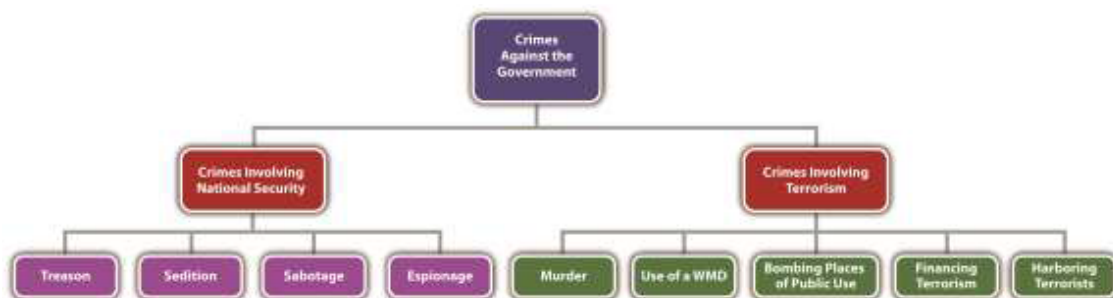 Crimes
Against the
Government
Crimes Involving
National Security
Crimes Involving
Terrorism
Treason
Sedition
Sabotage
Espionage
Murder
Use of a WMD
Bombing Places
of Public Use
Financing
Terrorism
Harboring
Terrorists